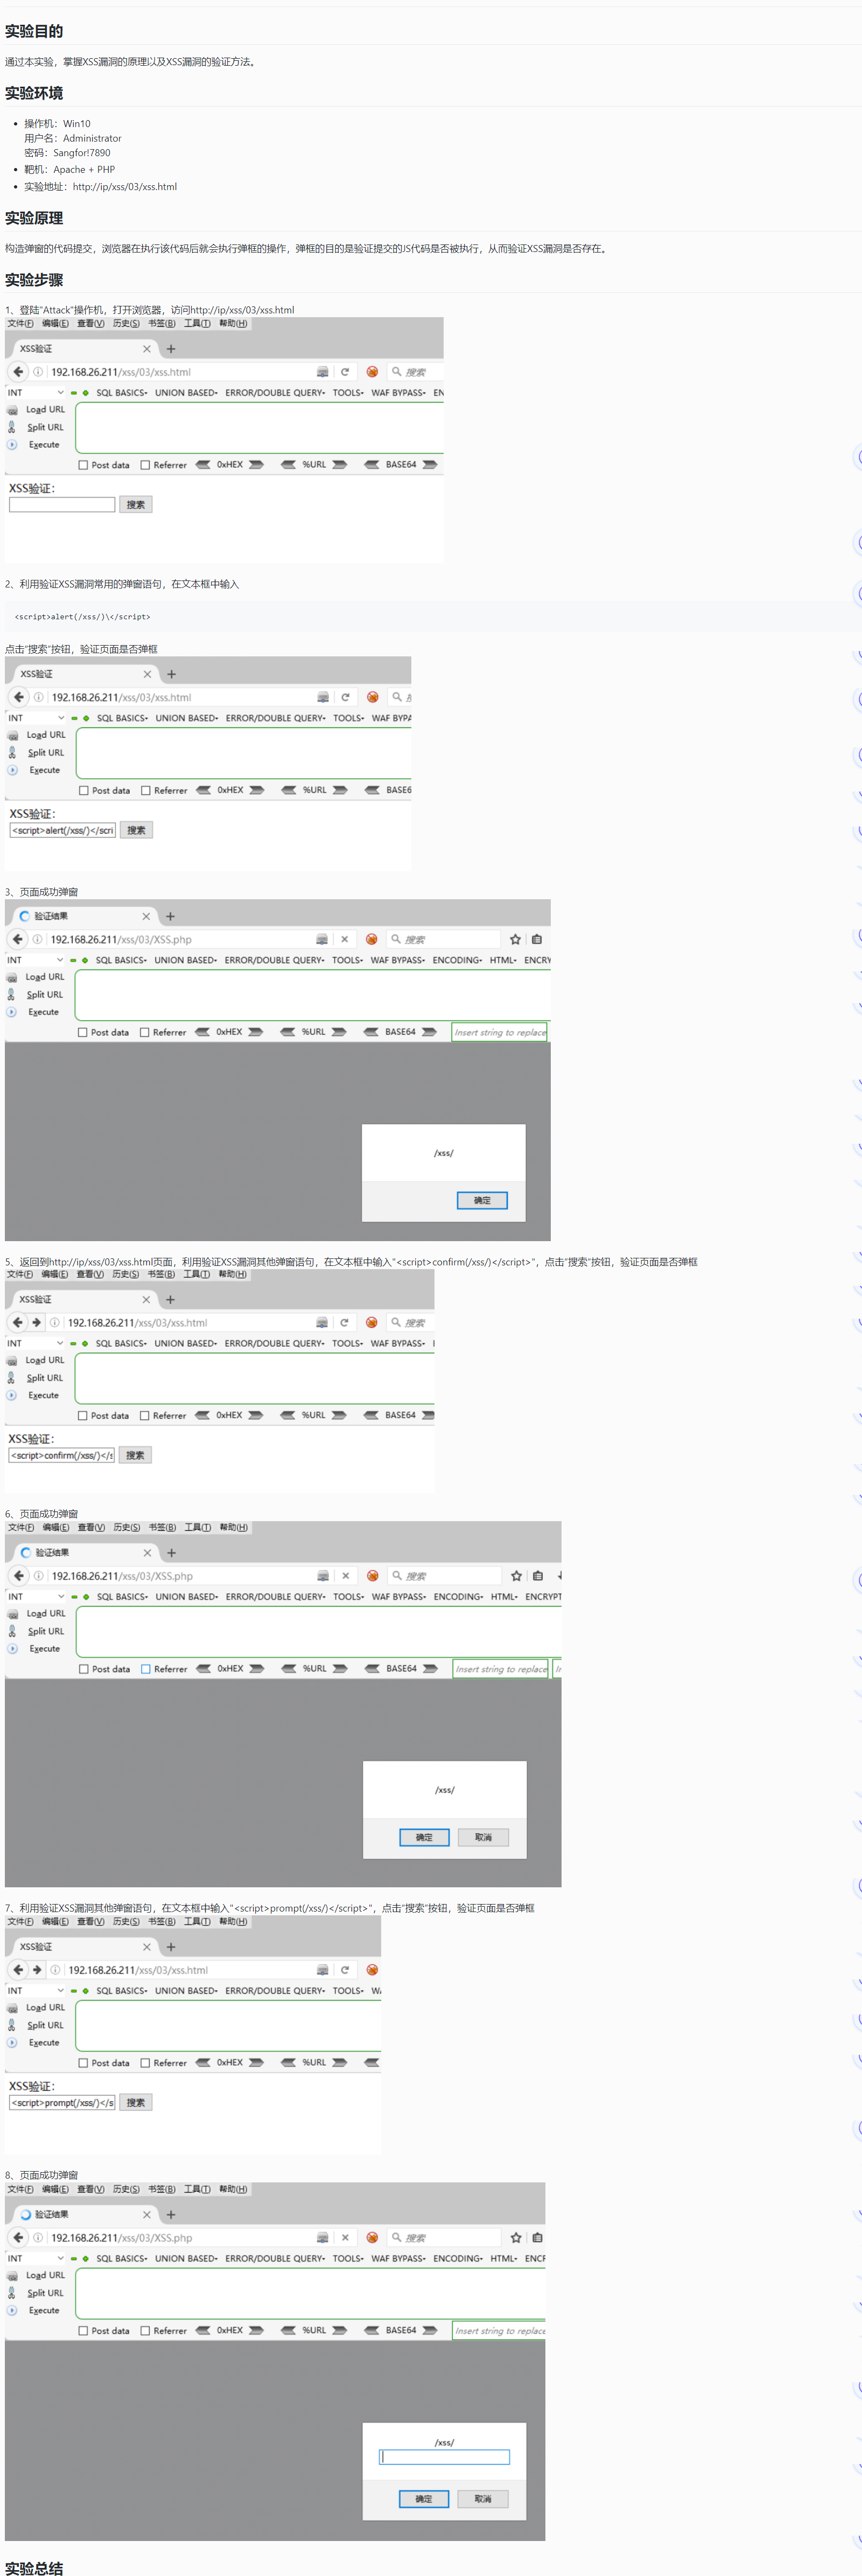 实验目的
通过本实验，掌握XSS漏洞的原理以及XSS漏洞的验证方法。
实验环境
操作机：Win10
用户名：Administrator
密码：Sangfor!7890
靶机：Apache + PHP
实验地址：http://ip/xss/03/xss.html
实验原理
构造弹窗的代码提交，浏览器在执行该代码后就会执行弹框的操作，弹框的目的是验证提交的JS代码是否被执行，从而验证XSS漏洞是否存在。
实验步骤
1、登陆"Attack"操作机，打开浏览器，访问http://ip/xss/03/xss.html
文件(F) 编辑(E) 查看(V) 历史(S) 书签(B) 工具(T) 帮助(H)
XSS验证
192.168.26.211/xss/03/xss.html 搜索
INT SQL BASICS UNION BASED ERROR/DOUBLE QUERY TOOLS WAF BYPASS EN
Load URL
Split URL
Execute
Post data Referrer 0xHEX %URL BASE64
XSS验证：
搜索
2、利用验证XSS漏洞常用的弹窗语句，在文本框中输入
<script>alert(/xss/)\</script>
点击"搜索"按钮，验证页面是否弹框
XSS验证
192.168.26.211/xss/03/xss.html
INT SQL BASICS UNION BASED ERROR/DOUBLE QUERY TOOLS WAF BYPA
Load URL
Split URL
Execute
Post data Referrer 0xHEX %URL BASE6
XSS验证：
<script>alert(/xss/)</scri 搜索
3、页面成功弹窗
验证结果
192.168.26.211/xss/03/XSS.php 搜索
INT SQL BASICS UNION BASED ERROR/DOUBLE QUERY TOOLS WAF BYPASS ENCODING HTML ENCRY
Load URL
Split URL
Execute
Post data Referrer 0xHEX %URL BASE64 Insert string to replace
/xss/
确定
5、返回到http://ip/xss/03/xss.html页面，利用验证XSS漏洞其他弹窗语句，在文本框中输入"<script>confirm(/xss/)</script>"，点击"搜索"按钮，验证页面是否弹框
文件(F) 编辑(E) 查看(V) 历史(S) 书签(B) 工具(T) 帮助(H)
XSS验证
192.168.26.211/xss/03/xss.html 搜索
INT SQL BASICS UNION BASED ERROR/DOUBLE QUERY TOOLS WAF BYPASS
Load URL
Split URL
Execute
Post data Referrer 0xHEX %URL BASE64
XSS验证：
<script>confirm(/xss/)</s 搜索
6、页面成功弹窗
文件(F) 编辑(E) 查看(V) 历史(S) 书签(B) 工具(T) 帮助(H)
验证结果
192.168.26.211/xss/03/XSS.php 搜索
INT SQL BASICS UNION BASED ERROR/DOUBLE QUERY TOOLS WAF BYPASS ENCODING HTML ENCRYPT
Load URL
Split URL
Execute
Post data Referrer 0xHEX %URL BASE64 Insert string to replace
/xss/
确定 取消
7、利用验证XSS漏洞其他弹窗语句，在文本框中输入"<script>prompt(/xss/)</script>"，点击"搜索"按钮，验证页面是否弹框
文件(F) 编辑(E) 查看(V) 历史(S) 书签(B) 工具(T) 帮助(H)
XSS验证
192.168.26.211/xss/03/xss.html
INT SQL BASICS UNION BASED ERROR/DOUBLE QUERY TOOLS
Load URL
Split URL
Execute
Post data Referrer 0xHEX %URL
XSS验证：
<script>prompt(/xss/)</s 搜索
8、页面成功弹窗
文件(F) 编辑(E) 查看(V) 历史(S) 书签(B) 工具(T) 帮助(H)
验证结果
192.168.26.211/xss/03/XSS.php 搜索
INT SQL BASICS UNION BASED ERROR/DOUBLE QUERY TOOLS WAF BYPASS ENCODING HTML ENCR
Load URL
Split URL
Execute
Post data Referrer 0xHEX %URL BASE64 Insert string to replace
/xss/
确定 取消
实验总结